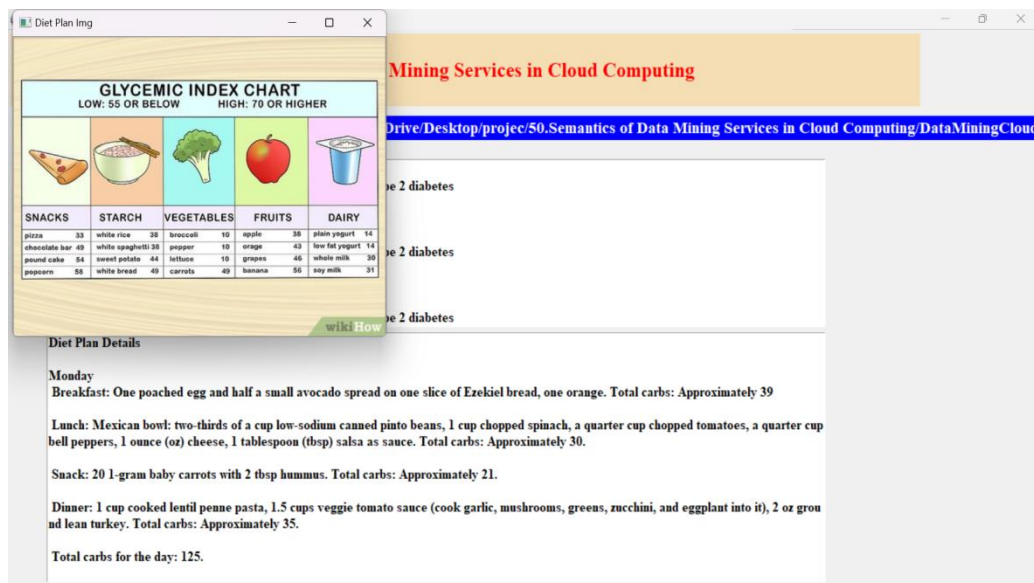 Diet Plan Img
Mining Services in Cloud Computing
Drive/Desktop/projec/50.Semantics of Data Mining Services in Cloud Computing/DataMiningCloud
GLYCEMIC INDEX CHART
LOW: 55 OR BELOW HIGH: 70 OR HIGHER
SNACKS STARCH VEGETABLES FRUITS DAIRY
pizza 33 white rice 38 broccoli 10 apple 38 plain yogurt 14
chocolate bar 49 white spaghetti 38 pepper 10 orage 43 low fat yogurt 14
pound cake 54 sweet potato 44 lettuce 10 grapes 46 whole milk 30
popcorn 58 white bread 49 carrots 49 banana 56 soy milk 31
wikiHow
pe 2 diabetes
pe 2 diabetes
pe 2 diabetes
Diet Plan Details
Monday
Breakfast: One poached egg and half a small avocado spread on one slice of Ezekiel bread, one orange. Total carbs: Approximately 39
Lunch: Mexican bowl: two-thirds of a cup low-sodium canned pinto beans, 1 cup chopped spinach, a quarter cup chopped tomatoes, a quarter cup
bell peppers, 1 ounce (oz) cheese, 1 tablespoon (tbsp) salsa as sauce. Total carbs: Approximately 30.
Snack: 20 1-gram baby carrots with 2 tbsp hummus. Total carbs: Approximately 21.
Dinner: 1 cup cooked lentil penne pasta, 1.5 cups veggie tomato sauce (cook garlic, mushrooms, greens, zucchini, and eggplant into it), 2 oz grou
nd lean turkey. Total carbs: Approximately 35.
Total carbs for the day: 125.